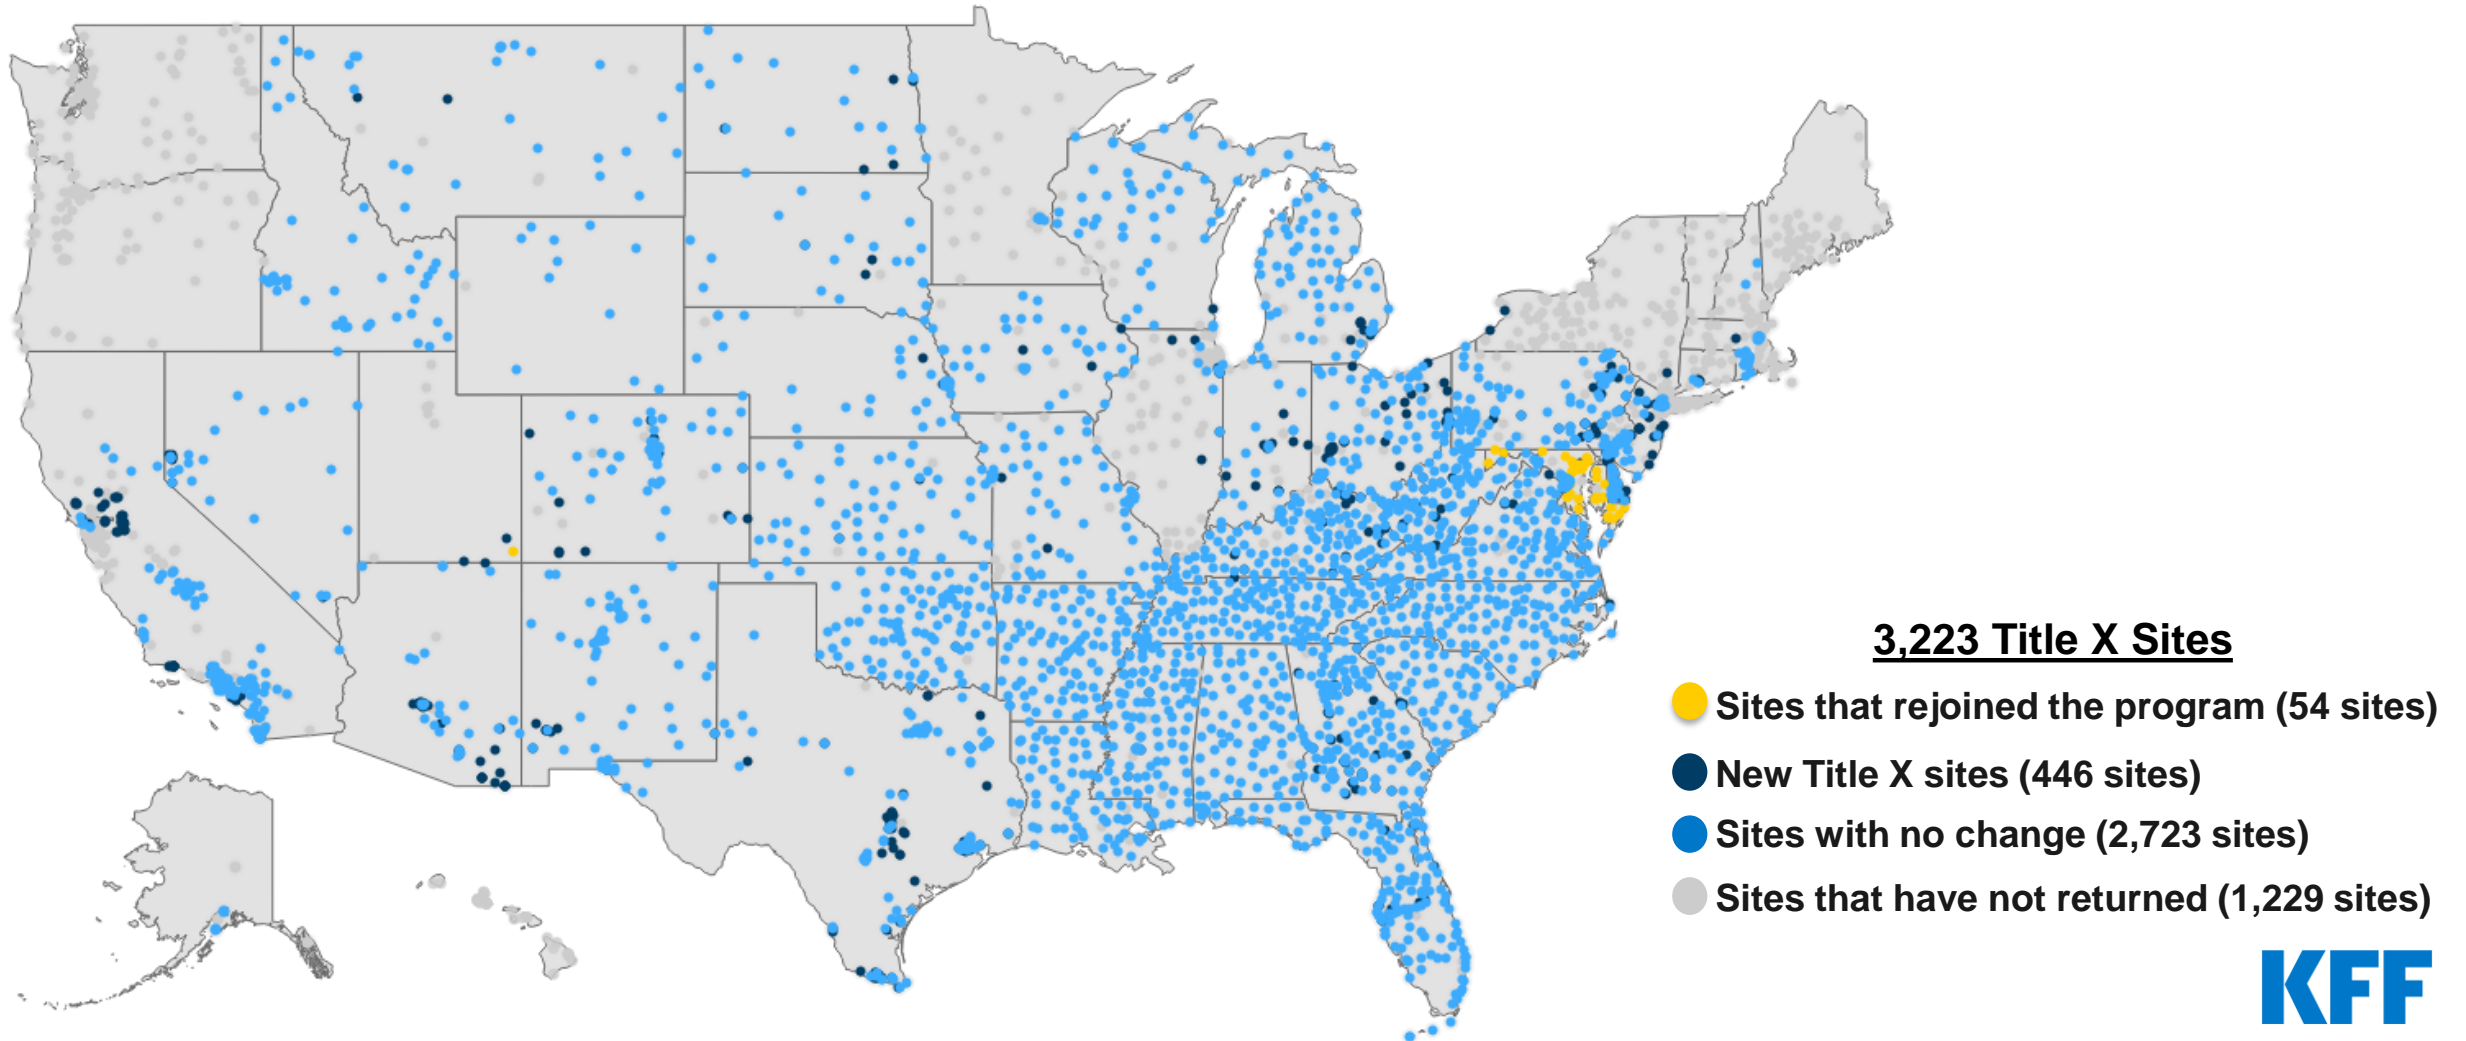 3,223 Title X Sites
Sites that rejoined the program (54 sites)
New Title X sites (446 sites)
Sites with no change (2,723 sites)
Sites that have not returned (1,229 sites)
KFF